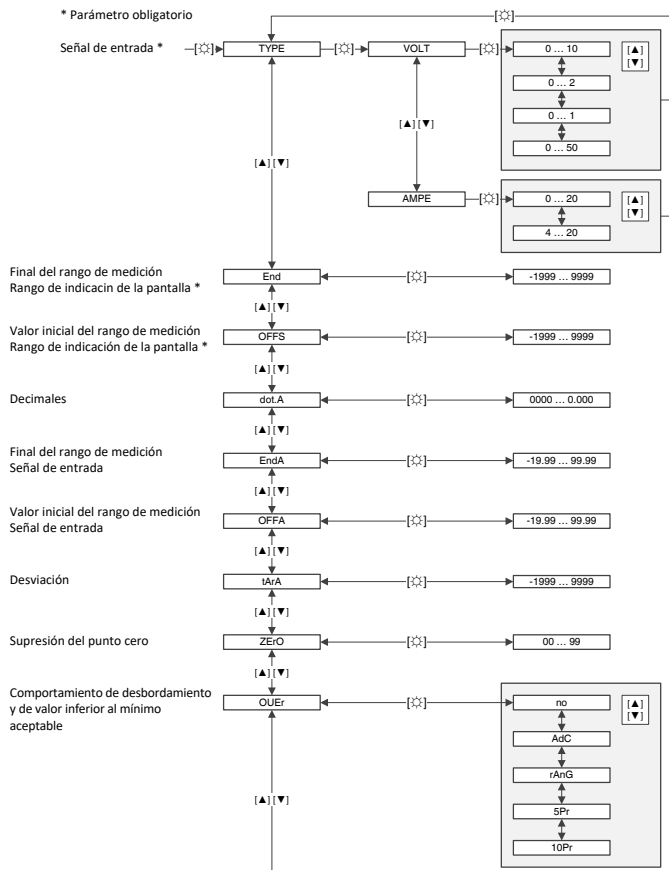 * Parámetro obligatorio
[☼]
Señal de entrada *
[☼]
TYPE
[☼]
VOLT
[☼]
0 … 10
[▲]
[▼]
0 … 2
0 … 1
0 … 50
[▲] [▼]
[▲] [▼]
AMPE
[☼]
0 … 20
[▲]
[▼]
4 … 20
Final del rango de medición
Rango de indicacin de la pantalla *
End
[☼]
-1999 … 9999
[▲] [▼]
Valor inicial del rango de medición
Rango de indicación de la pantalla *
OFFS
[☼]
-1999 … 9999
[▲] [▼]
Decimales
dot.A
[☼]
0000 … 0.000
[▲] [▼]
Final del rango de medición
Señal de entrada
EndA
[☼]
-19.99 … 99.99
[▲] [▼]
Valor inicial del rango de medición
Señal de entrada
OFFA
[☼]
-19.99 … 99.99
[▲] [▼]
Desviación
tArA
[☼]
-1999 … 9999
[▲] [▼]
Supresión del punto cero
ZErO
[☼]
00 … 99
[▲] [▼]
Comportamiento de desbordamiento
y de valor inferior al mínimo
aceptable
OUEr
[☼]
no
[▲]
[▼]
AdC
rAnG
5Pr
10Pr
[▲] [▼]